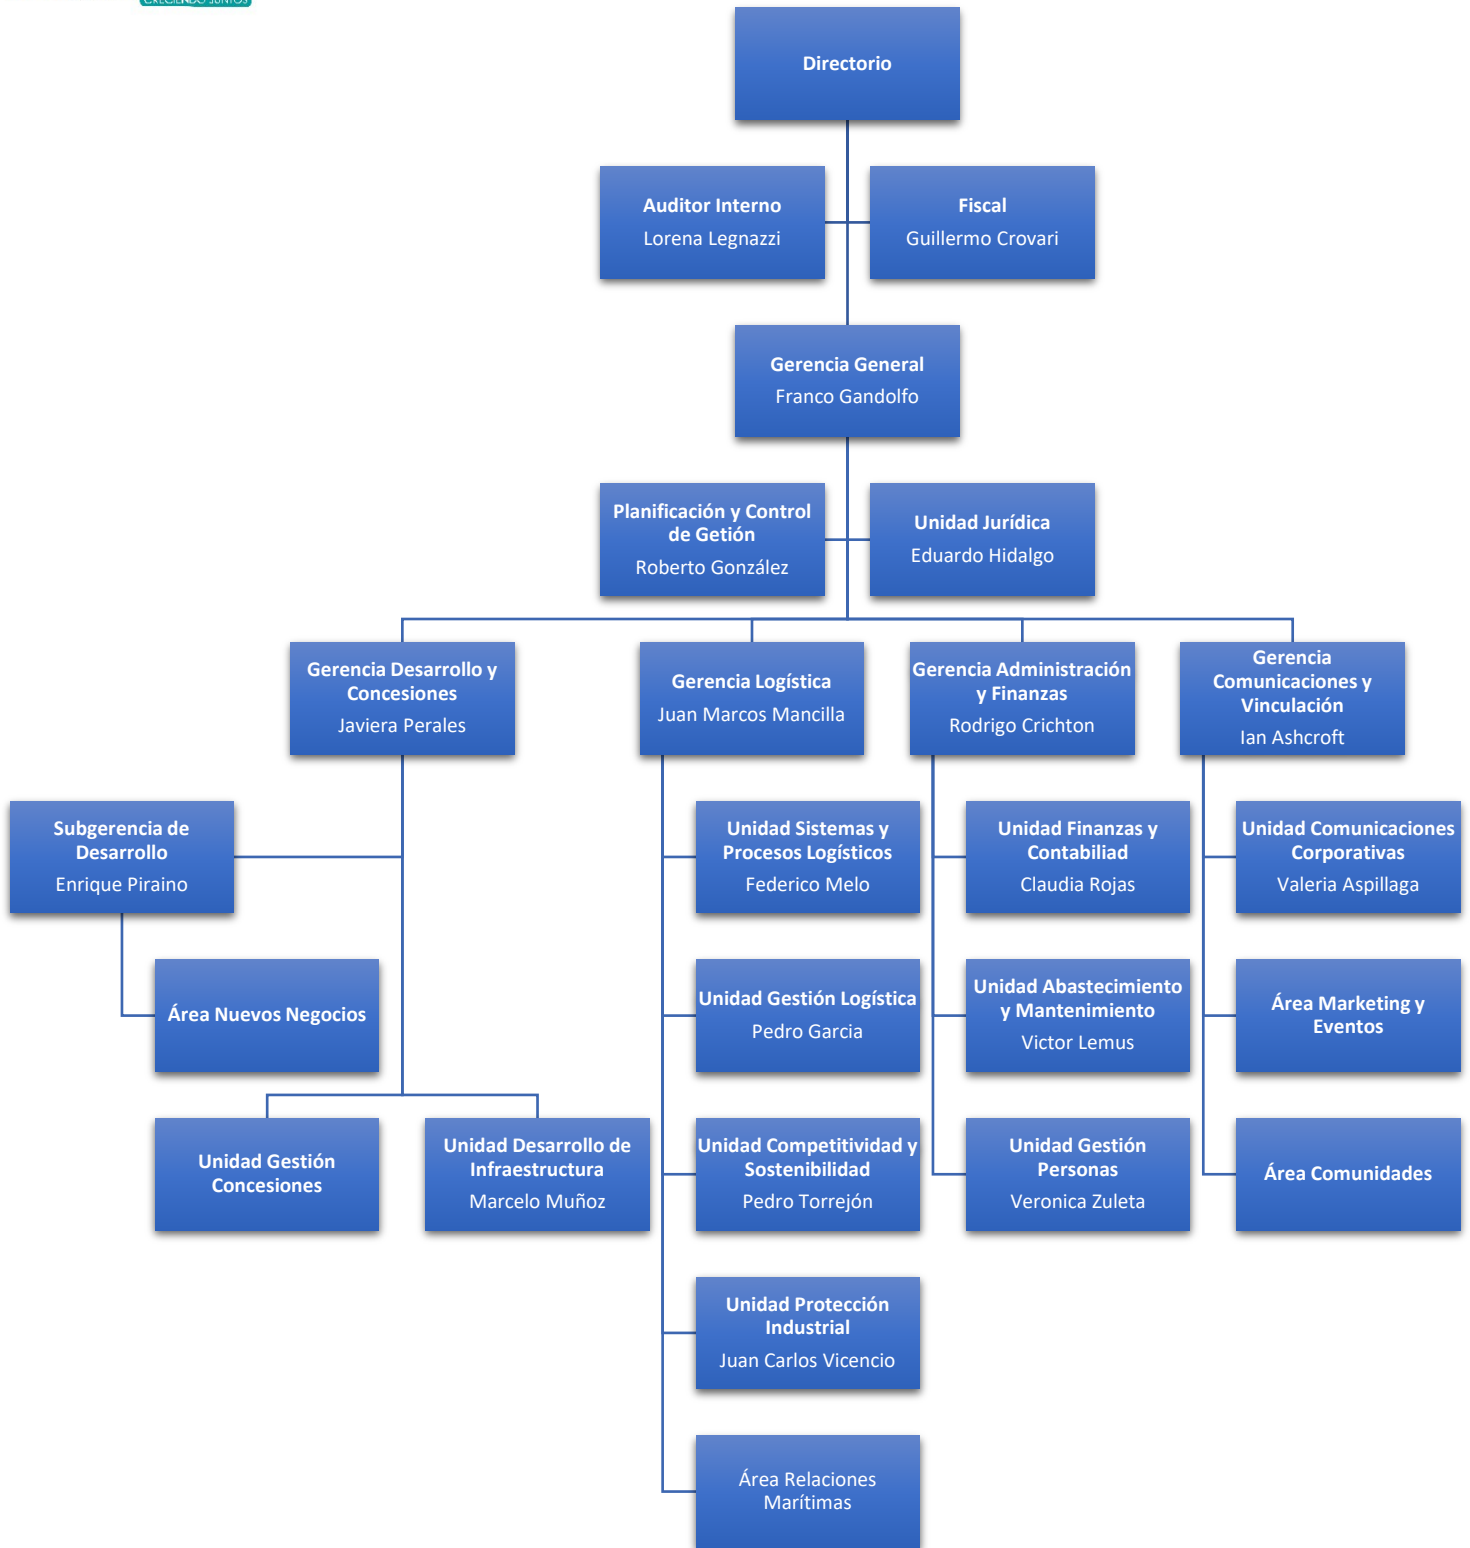 CRECIENDO JUNTOS
Directorio
Auditor Interno
Lorena Legnazzi
Fiscal
Guillermo Crovari
Gerencia General
Franco Gandolfo
Planificación y Control
de Getión
Roberto González
Unidad Jurídica
Eduardo Hidalgo
Gerencia Desarrollo y
Concesiones
Javiera Perales
Gerencia Logística
Juan Marcos Mancilla
Gerencia Administración
y Finanzas
Rodrigo Crichton
Gerencia
Comunicaciones y
Vinculación
Ian Ashcroft
Subgerencia de
Desarrollo
Enrique Piraino
Unidad Sistemas y
Procesos Logísticos
Federico Melo
Unidad Finanzas y
Contabiliad
Claudia Rojas
Unidad Comunicaciones
Corporativas
Valeria Aspillaga
Área Nuevos Negocios
Unidad Gestión Logística
Pedro Garcia
Unidad Abastecimiento
y Mantenimiento
Victor Lemus
Área Marketing y
Eventos
Unidad Gestión
Concesiones
Unidad Desarrollo de
Infraestructura
Marcelo Muñoz
Unidad Competitividad y
Sostenibilidad
Pedro Torrejón
Unidad Gestión
Personas
Veronica Zuleta
Área Comunidades
Unidad Protección
Industrial
Juan Carlos Vicencio
Área Relaciones
Marítimas